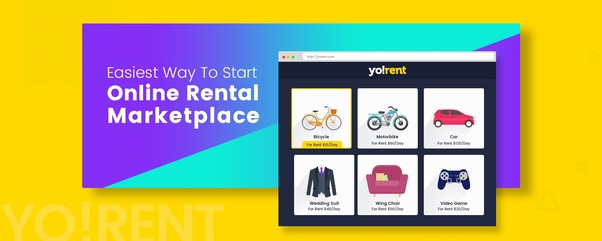 Easiest Way To Start
Online Rental
Marketplace
yo!rent
Bicycle
For Rent $15/Day
Motorbike
For Rent $60/Day
Car
For Rent $120/Day
Wedding Suit
For Rent $40/Day
Wing Chair
For Rent $50/Day
Video Game
For Rent $20/Day
YO!RENT